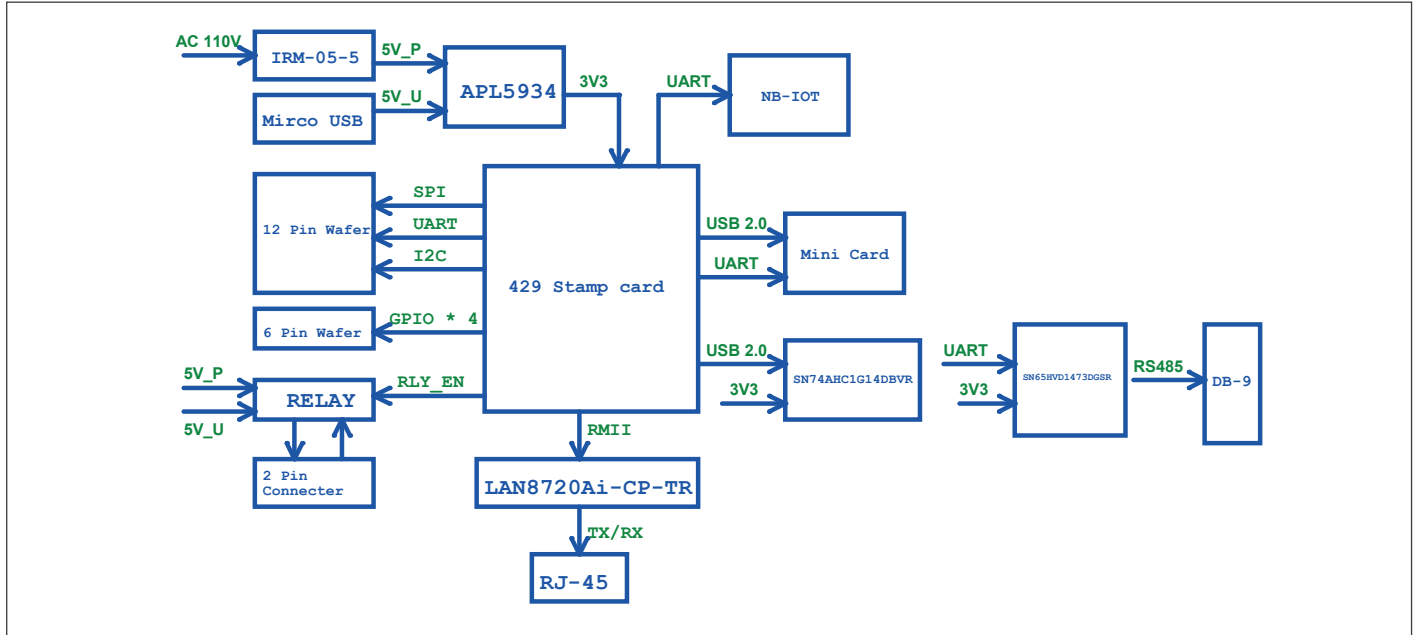 AC 110V
IRM-05-5
5V_P
Mirco USB
5V_U
APL5934
3V3
UART
NB-IOT
12 Pin Wafer
SPI
UART
I2C
429 Stamp card
USB 2.0
UART
Mini Card
6 Pin Wafer
GPIO * 4
5V_P
5V_U
RELAY
RLY_EN
2 Pin
Connecter
USB 2.0
3V3
SN74AHC1G14DBVR
UART
3V3
SN65HVD1473DGSR
RS485
DB-9
RMII
LAN8720Ai-CP-TR
TX/RX
RJ-45